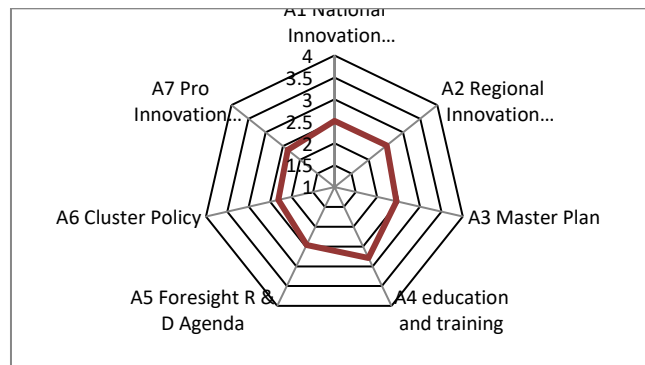 A1 National
Innovation...
4
3.5
3
2.5
2
1.5
1
A2 Regional
Innovation...
A3 Master Plan
A4 education
and training
A5 Foresight R &
D Agenda
A6 Cluster Policy
A7 Pro
Innovation...